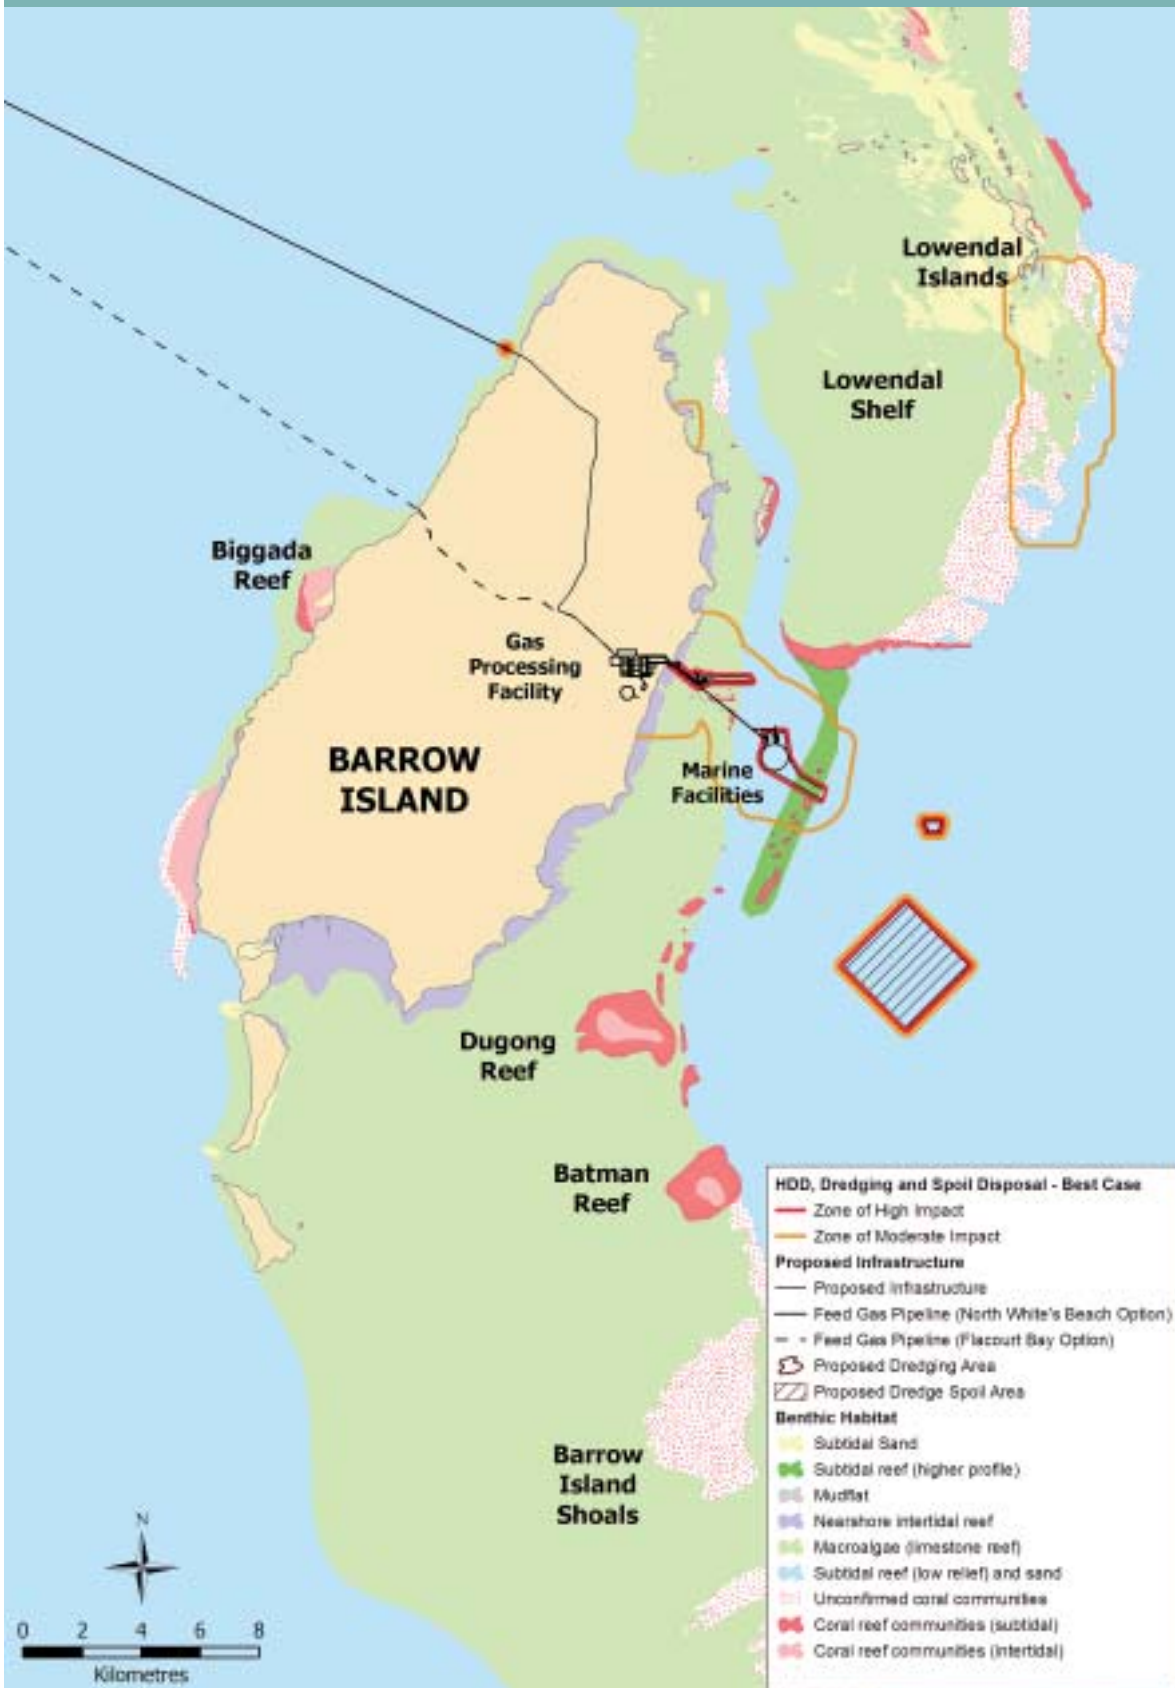 Lowendal
Islands
Lowendal
Shelf
Biggada
Reef
Gas
Processing
Facility
BARROW
ISLAND
Marine
Facilities
Dugong
Reef
Batman
Reef
Barrow
Island
Shoals
N
0 2 4 6 8
Kilometres
HDD, Dredging and Spoil Disposal - Best Case
Zone of High Impact
Zone of Moderate Impact
Proposed Infrastructure
Proposed Infrastructure
Feed Gas Pipeline (North White's Beach Option)
Feed Gas Pipeline (Flacourt Bay Option)
Proposed Dredging Area
Proposed Dredge Spoil Area
Benthic Habitat
Subtidal Sand
Subtidal reef (higher profile)
Mudflat
Nearshore intertidal reef
Macroalgae (limestone reef)
Subtidal reef (low relief) and sand
Unconfirmed coral communities
Coral reef communities (subtidal)
Coral reef communities (intertidal)